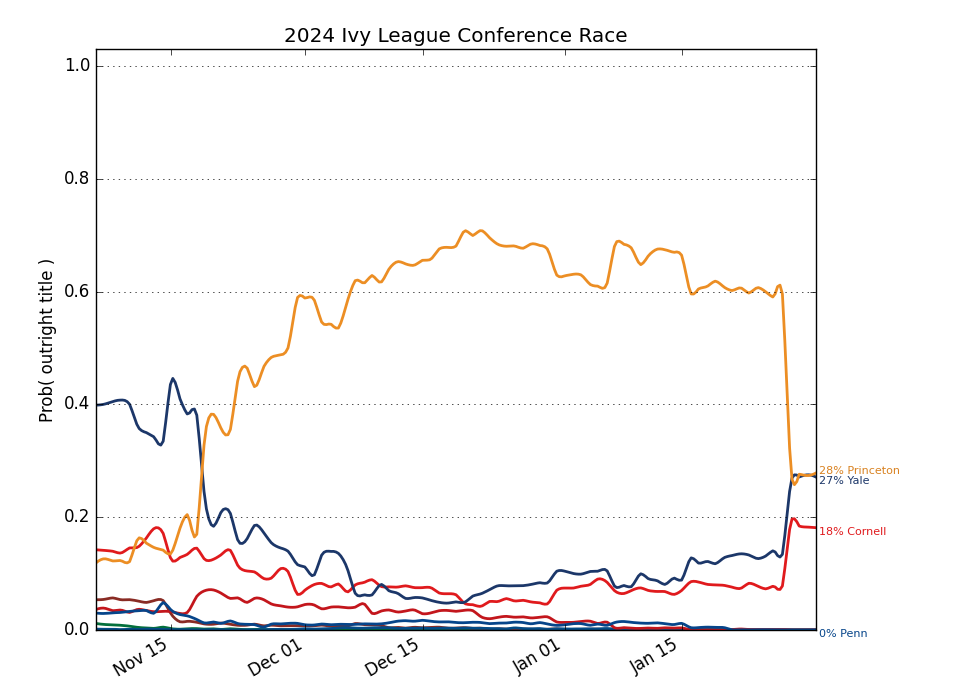 2024 Ivy League Conference Race
Prob( outright title )
1.0
0.8
0.6
0.4
0.2
0.0
28% Princeton
27% Yale
18% Cornell
0% Penn
Nov 15
Dec 01
Dec 15
Jan 01
Jan 15